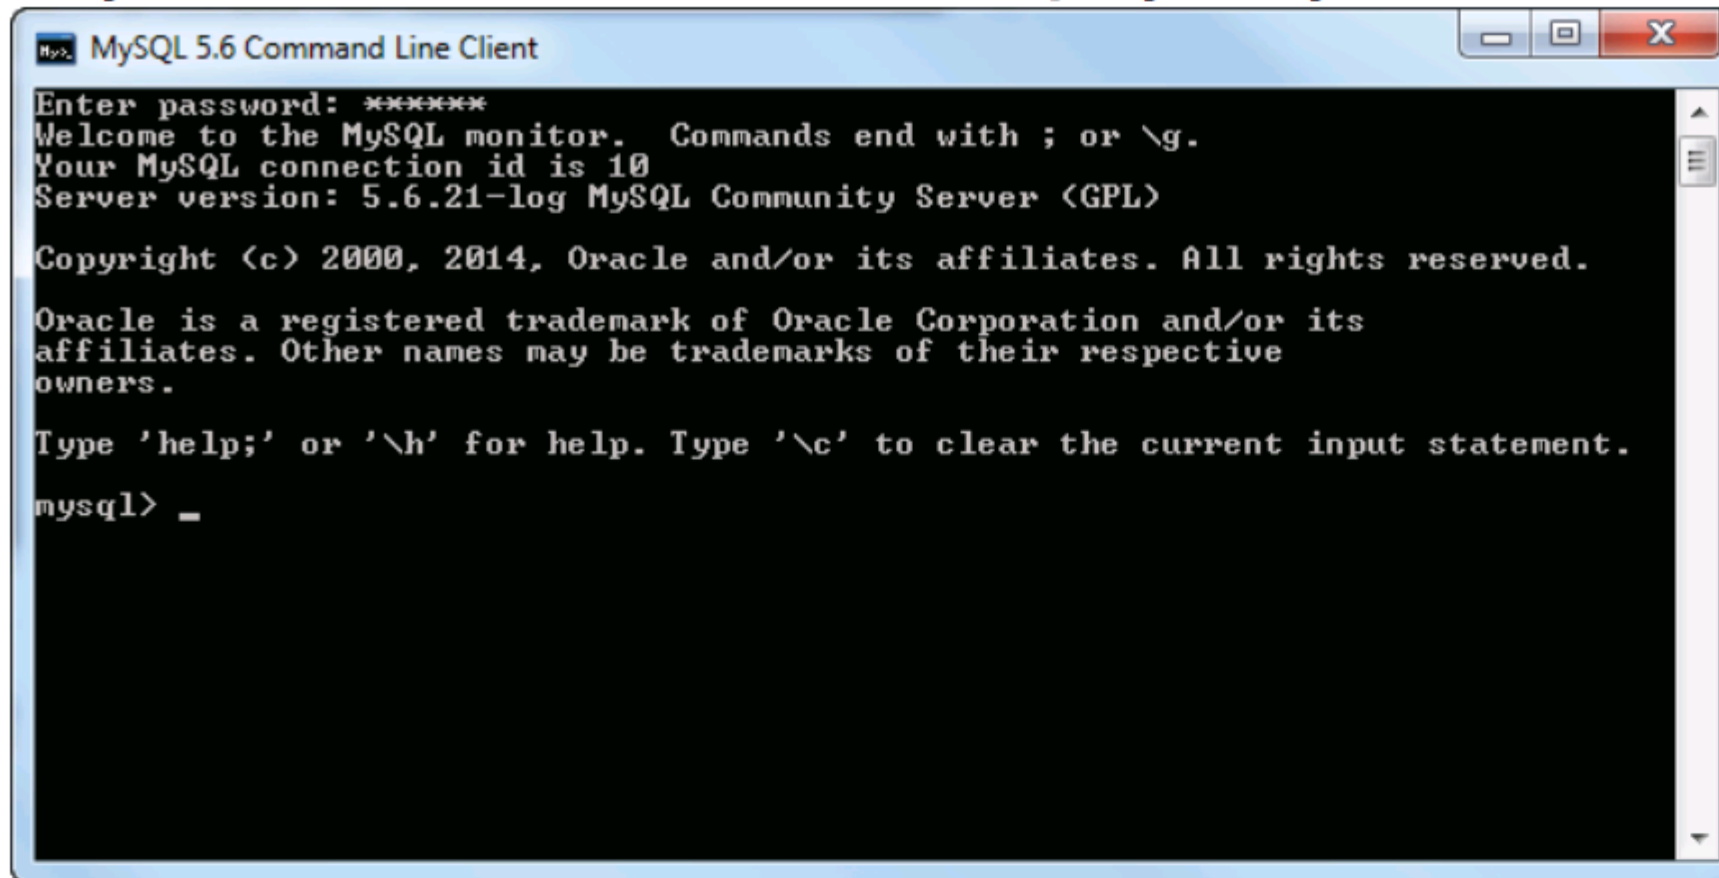 MySQL 5.6 Command Line Client
Enter password: ******
Welcome to the MySQL monitor.  Commands end with ; or \g.
Your MySQL connection id is 10
Server version: 5.6.21-log MySQL Community Server (GPL)
Copyright (c) 2000, 2014, Oracle and/or its affiliates. All rights reserved.
Oracle is a registered trademark of Oracle Corporation and/or its
affiliates. Other names may be trademarks of their respective
owners.
Type 'help;' or '\h' for help. Type '\c' to clear the current input statement.
mysql> _